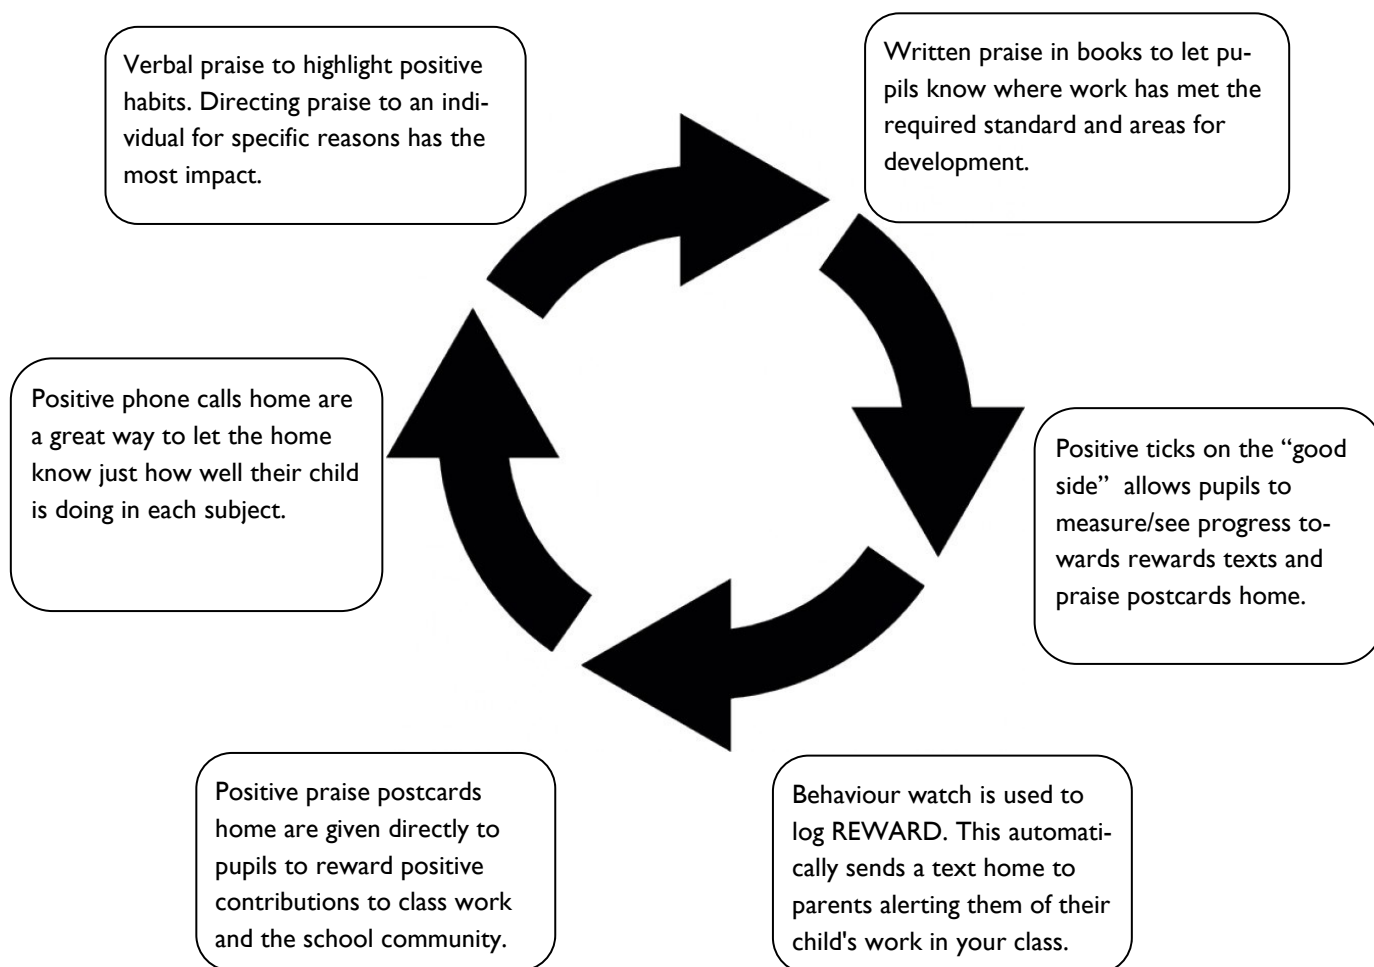 Verbal praise to highlight positive
habits. Directing praise to an indi-
vidual for specific reasons has the
most impact.
Written praise in books to let pu-
pils know where work has met the
required standard and areas for
development.
Positive phone calls home are
a great way to let the home
know just how well their child
is doing in each subject.
Positive ticks on the “good
side”  allows pupils to
measure/see progress to-
wards rewards texts and
praise postcards home.
Positive praise postcards
home are given directly to
pupils to reward positive
contributions to class work
and the school community.
Behaviour watch is used to
log REWARD. This automati-
cally sends a text home to
parents alerting them of their
child's work in your class.